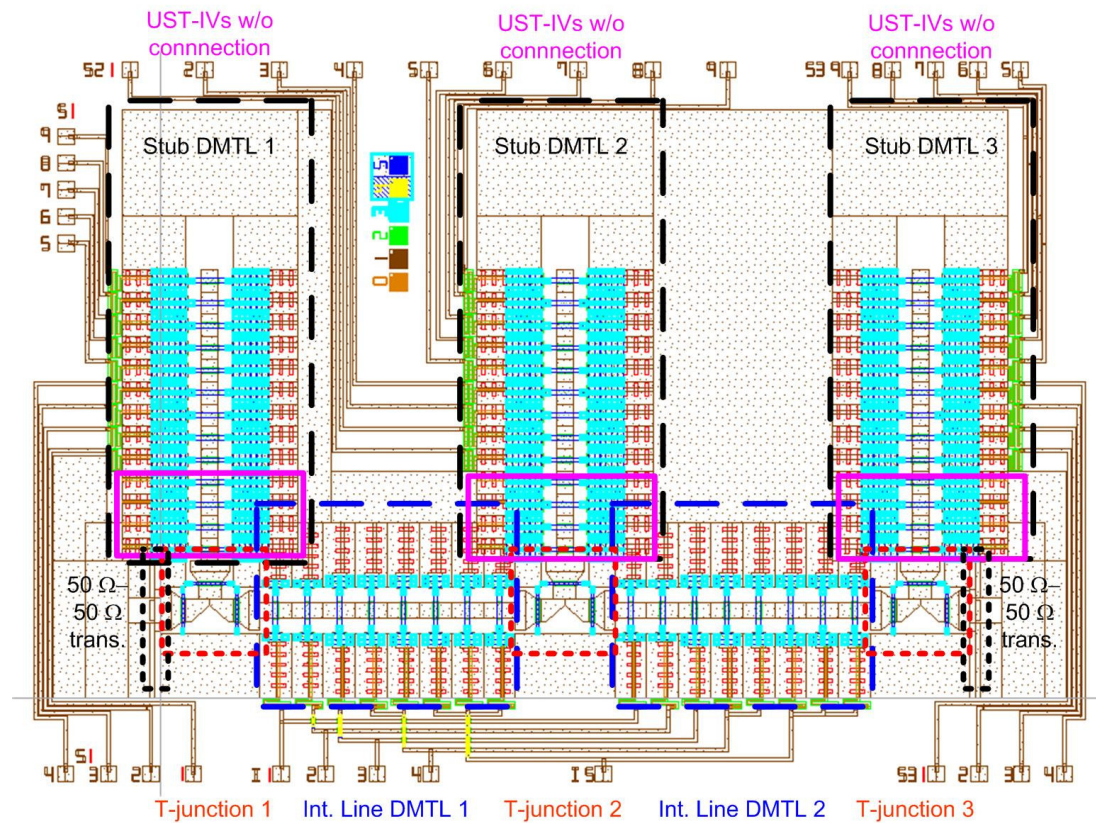 UST-IVs w/o
connnection
UST-IVs w/o
connnection
UST-IVs w/o
connnection
S2 1 2 3 4 5 6 7 8 9 S3 9 8 7 6 5
S1
9
8
7
6
5
Stub DMTL 1
Stub DMTL 2
Stub DMTL 3
5
3
2
1
0
50 Ω–
50 Ω
trans.
50 Ω–
50 Ω
trans.
S1
4 3 2 1 I 1 2 3 4 I 5 S3 1 2 3 4
T-junction 1 Int. Line DMTL 1 T-junction 2 Int. Line DMTL 2 T-junction 3